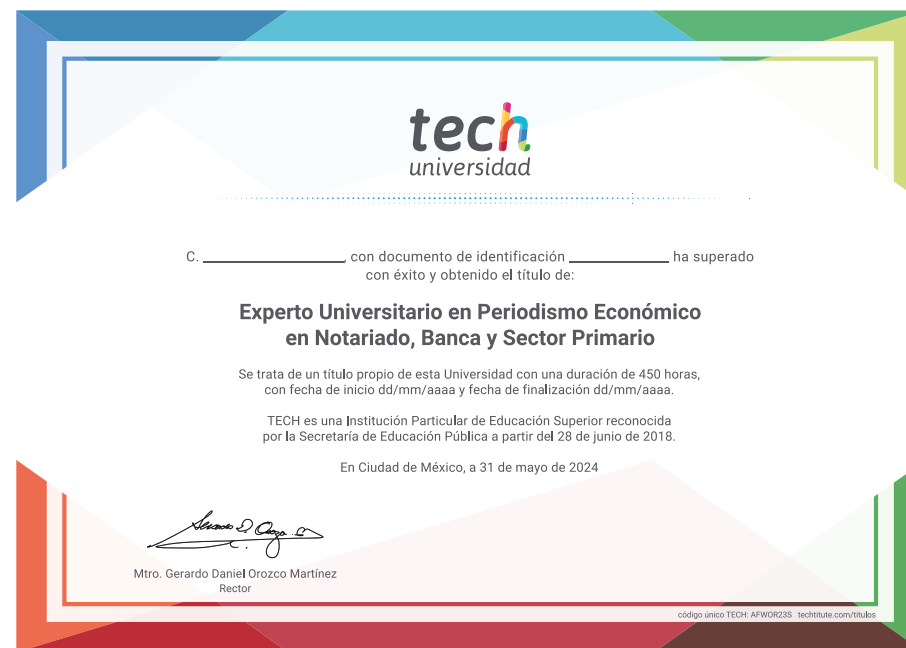 tech
universidad
C. ____________________, con documento de identificación ______________ ha superado
con éxito y obtenido el título de:
Experto Universitario en Periodismo Económico
en Notariado, Banca y Sector Primario
Se trata de un título propio de esta Universidad con una duración de 450 horas,
con fecha de inicio dd/mm/aaaa y fecha de finalización dd/mm/aaaa.
TECH es una Institución Particular de Educación Superior reconocida
por la Secretaría de Educación Pública a partir del 28 de junio de 2018.
En Ciudad de México, a 31 de mayo de 2024
Mtro. Gerardo Daniel Orozco Martínez
Rector
código único TECH: AFWOR23S techtitute.com/titulos